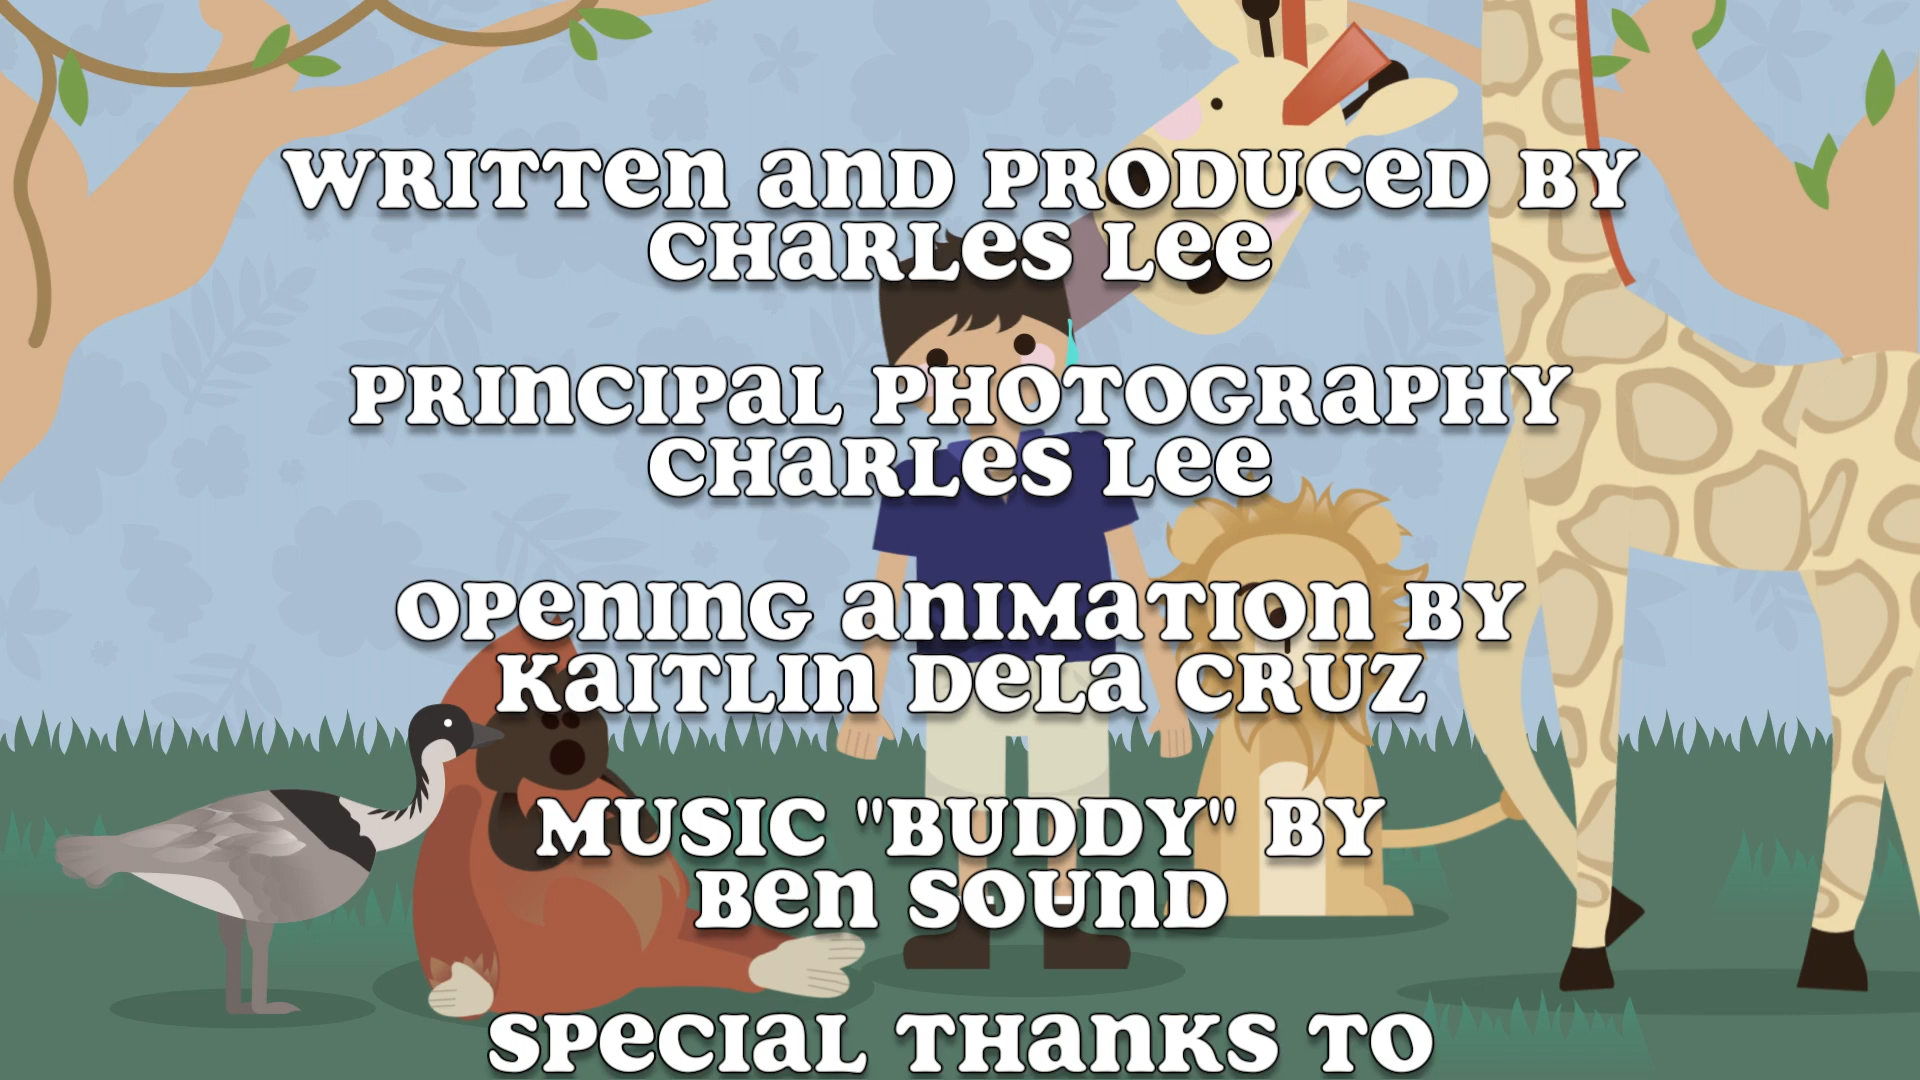 WRITTEN AND PRODUCED BY
CHARLES LEE
PRINCIPAL PHOTOGRAPHY
CHARLES LEE
OPENING ANIMATION BY
KAITLIN DELA CRUZ
MUSIC "BUDDY" BY
BEN SOUND
SPECIAL THANKS TO